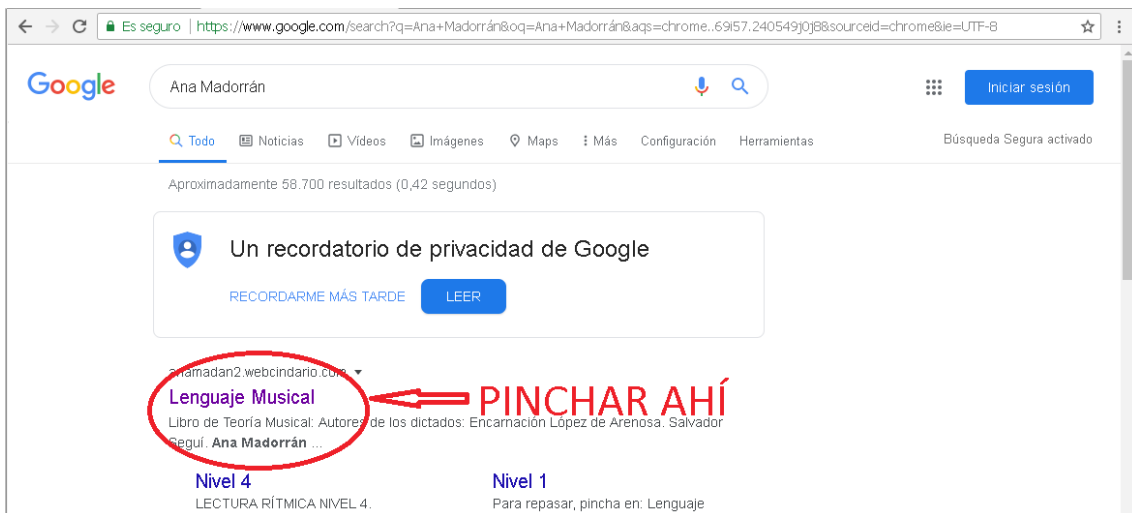 Es seguro | https://www.google.com/search?q=Ana+Madorrán&oq=Ana+Madorrán&aqs=chrome..69i57.240549j0j8&sourceid=chrome&ie=UTF-8
Google
Ana Madorrán
Iniciar sesión
Todo Noticias Vídeos Imágenes Maps Más Configuración Herramientas Búsqueda Segura activado
Aproximadamente 58.700 resultados (0,42 segundos)
Un recordatorio de privacidad de Google
RECORDARME MÁS TARDE LEER
anamadan2.webcindario.com
Lenguaje Musical
PINCHAR AHÍ
Libro de Teoría Musical: Autores de los dictados: Encarnación López de Arenosa. Salvador
Seguí. Ana Madorrán ...
Nivel 4 Nivel 1
LECTURA RÍTMICA NIVEL 4. Para repasar, pincha en: Lenguaje